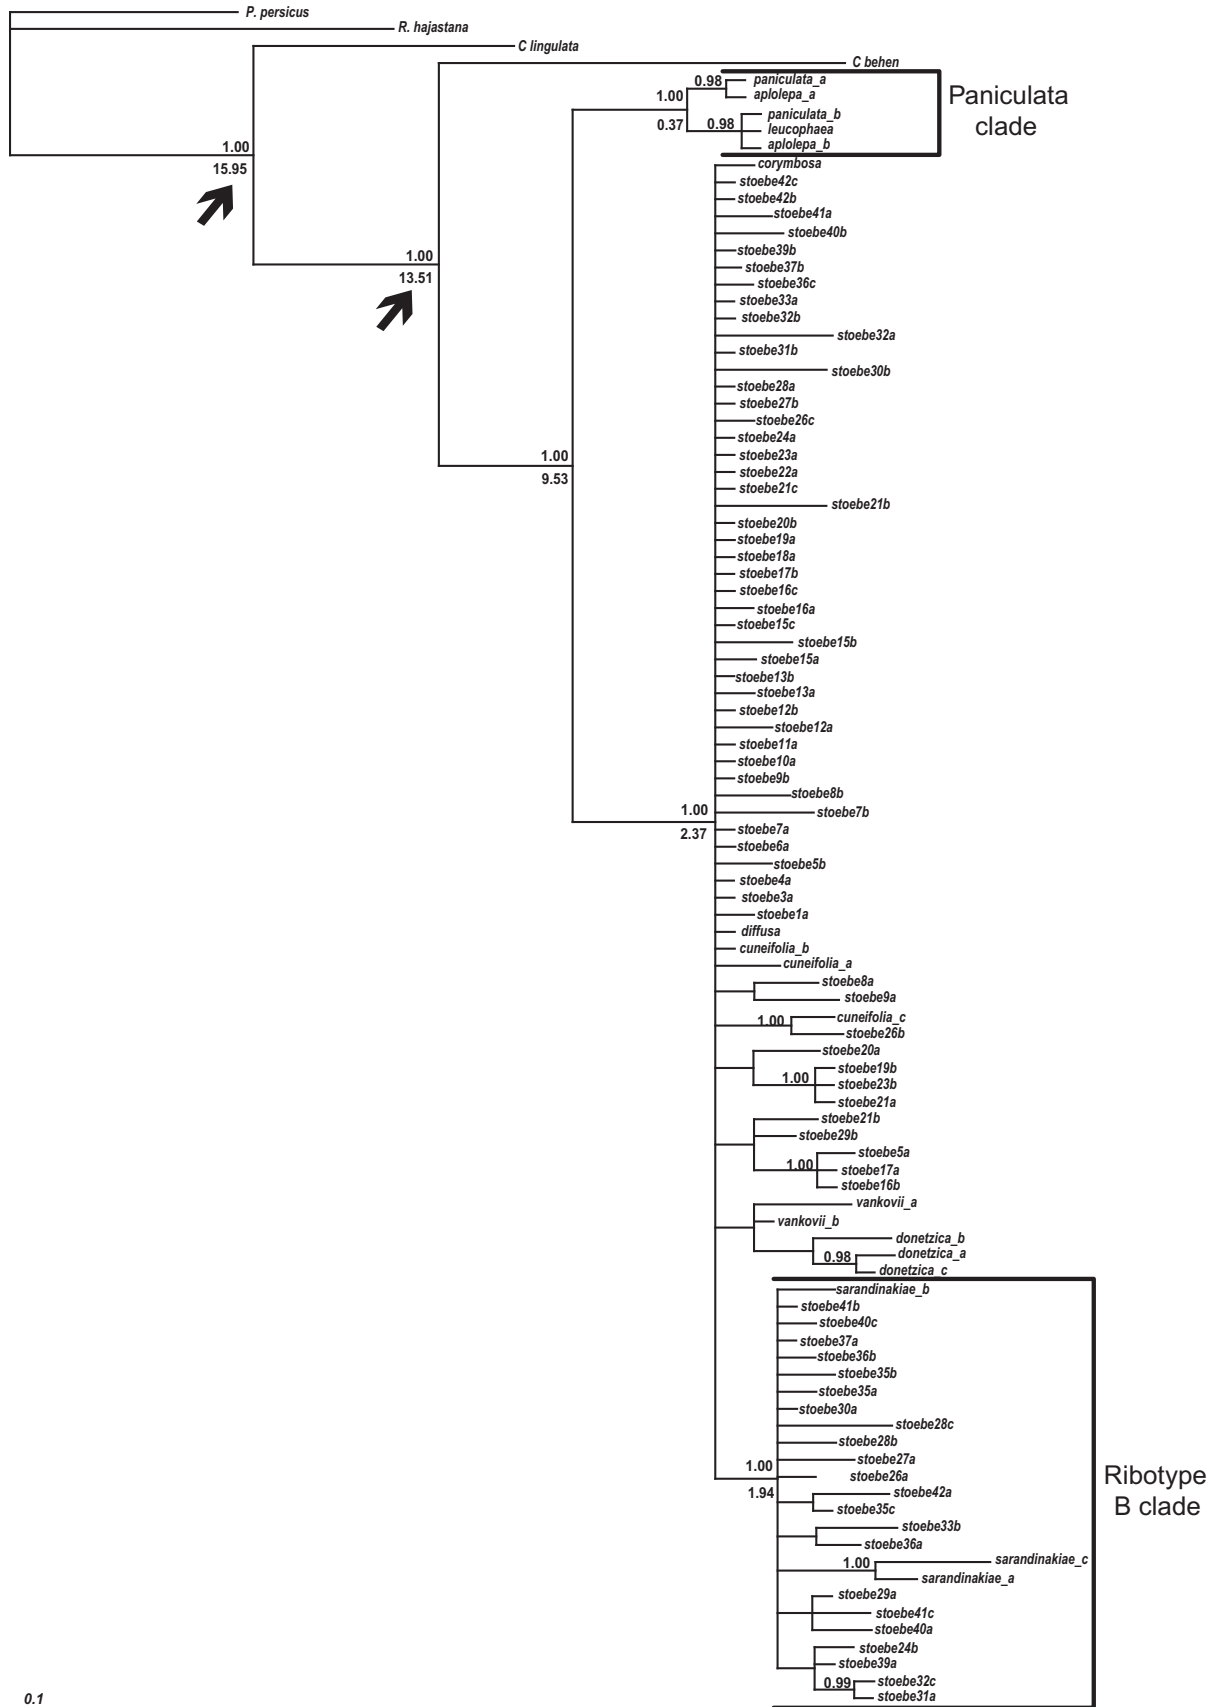 P. persicus
R. hajastana
C lingulata
C behen
0.98
paniculata_a
aplolepa_a
1.00
0.37
0.98
paniculata_b
leucophaea
aplolepa_b
Paniculata
clade
1.00
15.95
corymbosa
stoebe42c
stoebe42b
stoebe41a
stoebe40b
stoebe39b
1.00
13.51
stoebe37b
stoebe36c
stoebe33a
stoebe32b
stoebe32a
stoebe31b
stoebe30b
stoebe28a
stoebe27b
stoebe26c
stoebe24a
stoebe23a
1.00
9.53
stoebe22a
stoebe21c
stoebe21b
stoebe20b
stoebe19a
stoebe18a
stoebe17b
stoebe16c
stoebe16a
stoebe15c
stoebe15b
stoebe15a
stoebe13b
stoebe13a
stoebe12b
stoebe12a
stoebe11a
stoebe10a
stoebe9b
stoebe8b
1.00
2.37
stoebe7b
stoebe7a
stoebe6a
stoebe5b
stoebe4a
stoebe3a
stoebe1a
diffusa
cuneifolia_b
cuneifolia_a
stoebe8a
stoebe9a
1.00
cuneifolia_c
stoebe26b
stoebe20a
1.00
stoebe19b
stoebe23b
stoebe21a
stoebe21b
stoebe29b
1.00
stoebe5a
stoebe17a
stoebe16b
vankovii_a
vankovii_b
donetzica_b
0.98
donetzica_a
donetzica_c
sarandinakiae_b
stoebe41b
stoebe40c
stoebe37a
stoebe36b
stoebe35b
stoebe35a
stoebe30a
stoebe28c
stoebe28b
stoebe27a
1.00
1.94
stoebe26a
Ribotype
B clade
stoebe42a
stoebe35c
stoebe33b
stoebe36a
1.00
sarandinakiae_c
sarandinakiae_a
stoebe29a
stoebe41c
stoebe40a
stoebe24b
stoebe39a
0.99
stoebe32c
stoebe31a
0.1